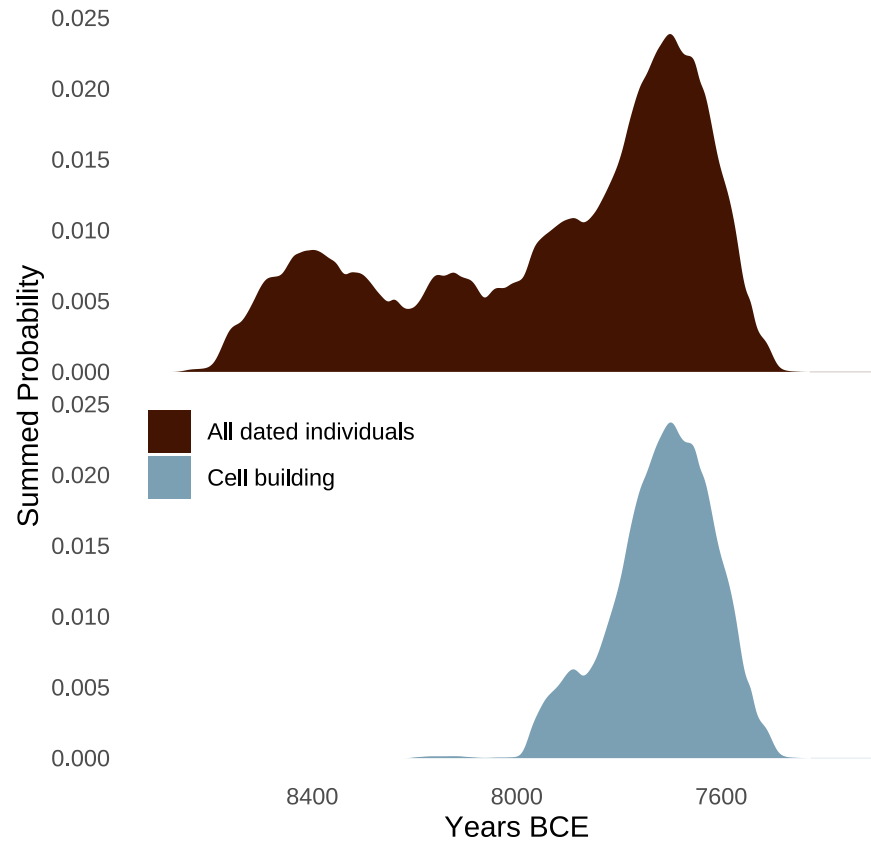 0.025
0.020
0.015
0.010
0.005
0.000
Summed Probability
0.025
All dated individuals
Cell building
0.020
0.015
0.010
0.005
0.000
8400 8000 7600
Years BCE